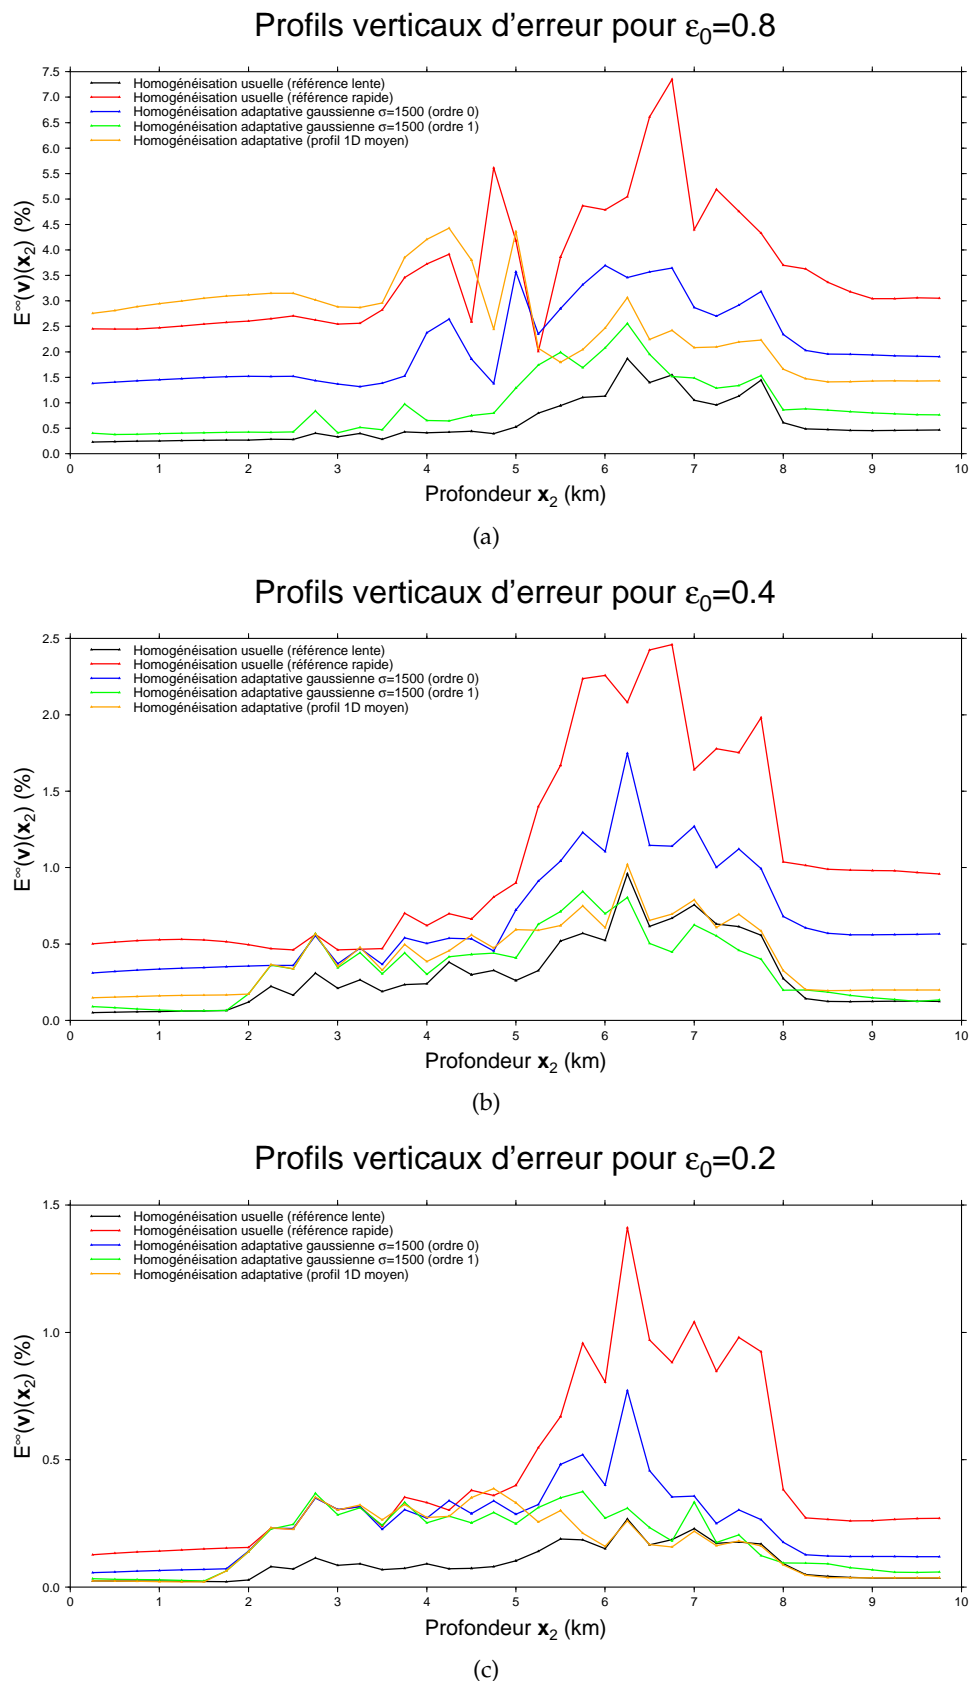 Profils verticaux d'erreur pour ε0=0.8
Homogénéisation usuelle (référence lente)
Homogénéisation usuelle (référence rapide)
Homogénéisation adaptative gaussienne σ=1500 (ordre 0)
Homogénéisation adaptative gaussienne σ=1500 (ordre 1)
Homogénéisation adaptative (profil 1D moyen)
7.5
7.0
6.5
6.0
5.5
5.0
4.5
4.0
3.5
3.0
2.5
2.0
1.5
1.0
0.5
0.0
E∞(v)(x2) (%)
0 1 2 3 4 5 6 7 8 9 10
Profondeur x2 (km)
(a)
Profils verticaux d'erreur pour ε0=0.4
Homogénéisation usuelle (référence lente)
Homogénéisation usuelle (référence rapide)
Homogénéisation adaptative gaussienne σ=1500 (ordre 0)
Homogénéisation adaptative gaussienne σ=1500 (ordre 1)
Homogénéisation adaptative (profil 1D moyen)
2.5
2.0
1.5
1.0
0.5
0.0
E∞(v)(x2) (%)
0 1 2 3 4 5 6 7 8 9 10
Profondeur x2 (km)
(b)
Profils verticaux d'erreur pour ε0=0.2
Homogénéisation usuelle (référence lente)
Homogénéisation usuelle (référence rapide)
Homogénéisation adaptative gaussienne σ=1500 (ordre 0)
Homogénéisation adaptative gaussienne σ=1500 (ordre 1)
Homogénéisation adaptative (profil 1D moyen)
1.5
1.0
0.5
0.0
E∞(v)(x2) (%)
0 1 2 3 4 5 6 7 8 9 10
Profondeur x2 (km)
(c)